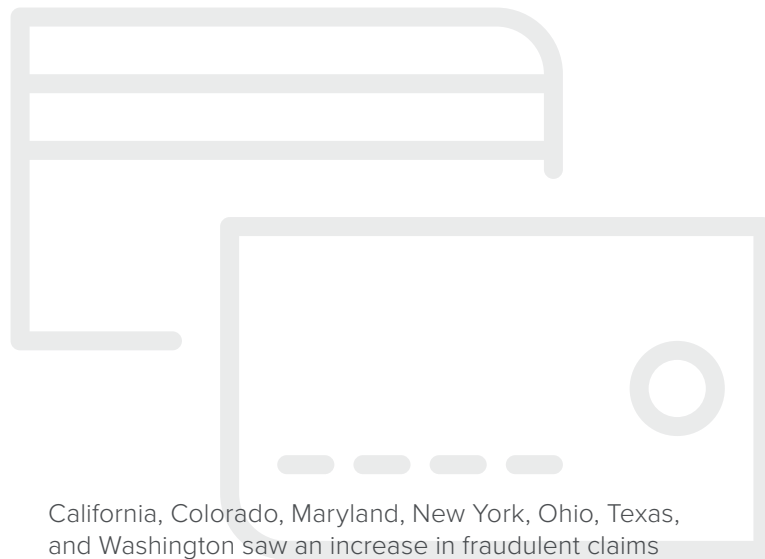 California, Colorado, Maryland, New York, Ohio, Texas,
and Washington saw an increase in fraudulent claims